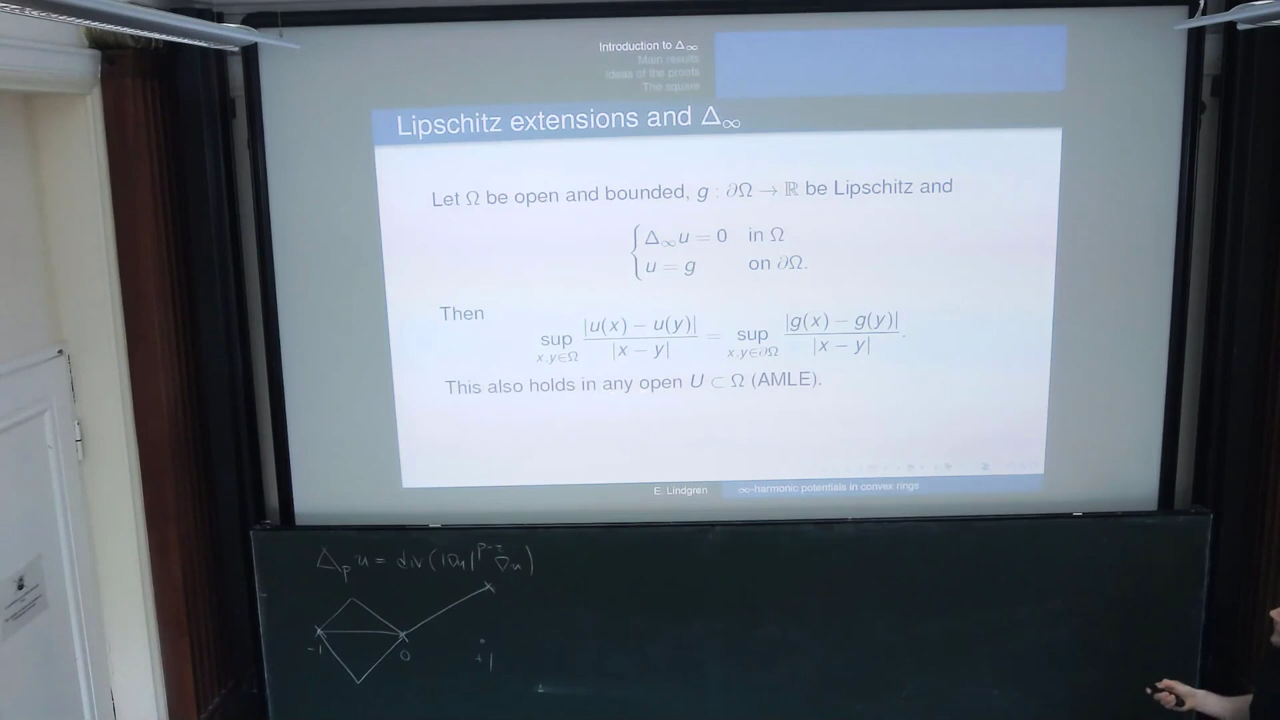 Introduction to Δ∞
Main results
Ideas of the proofs
The square
Lipschitz extensions and Δ∞
Let Ω be open and bounded, g : ∂Ω → ℝ be Lipschitz and
{ Δ∞u = 0 in Ω
u = g on ∂Ω.
Then
sup x,y∈Ω |u(x) − u(y)| / |x − y| = sup x,y∈∂Ω |g(x) − g(y)| / |x − y| .
This also holds in any open U ⊂ Ω (AMLE).
E. Lindgren ∞-harmonic potentials in convex rings
Δₚu = div(|Du|^{p-2} ∇u)
-1 0 +1